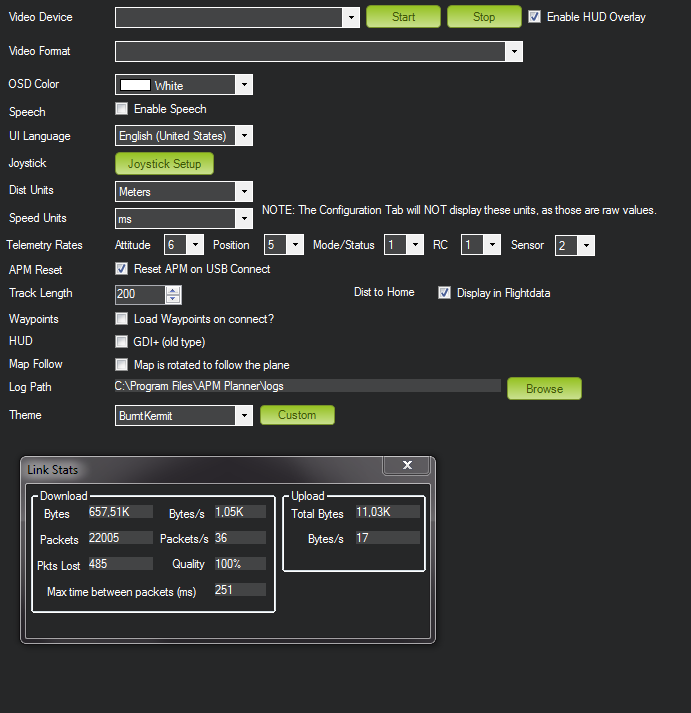 Video Device Start Stop Enable HUD Overlay
Video Format
OSD Color White
Speech Enable Speech
UI Language English (United States)
Joystick Joystick Setup
Dist Units Meters
Speed Units ms NOTE: The Configuration Tab will NOT display these units, as those are raw values.
Telemetry Rates Attitude 6 Position 5 Mode/Status 1 RC 1 Sensor 2
APM Reset Reset APM on USB Connect
Track Length 200 Dist to Home Display in Flightdata
Waypoints Load Waypoints on connect?
HUD GDI+ (old type)
Map Follow Map is rotated to follow the plane
Log Path C:\Program Files\APM Planner\logs Browse
Theme BurntKermit Custom
Link Stats X
Download Upload
Bytes 657,51K Bytes/s 1,05K Total Bytes 11,03K
Packets 22005 Packets/s 36 Bytes/s 17
Pkts Lost 485 Quality 100%
Max time between packets (ms) 251